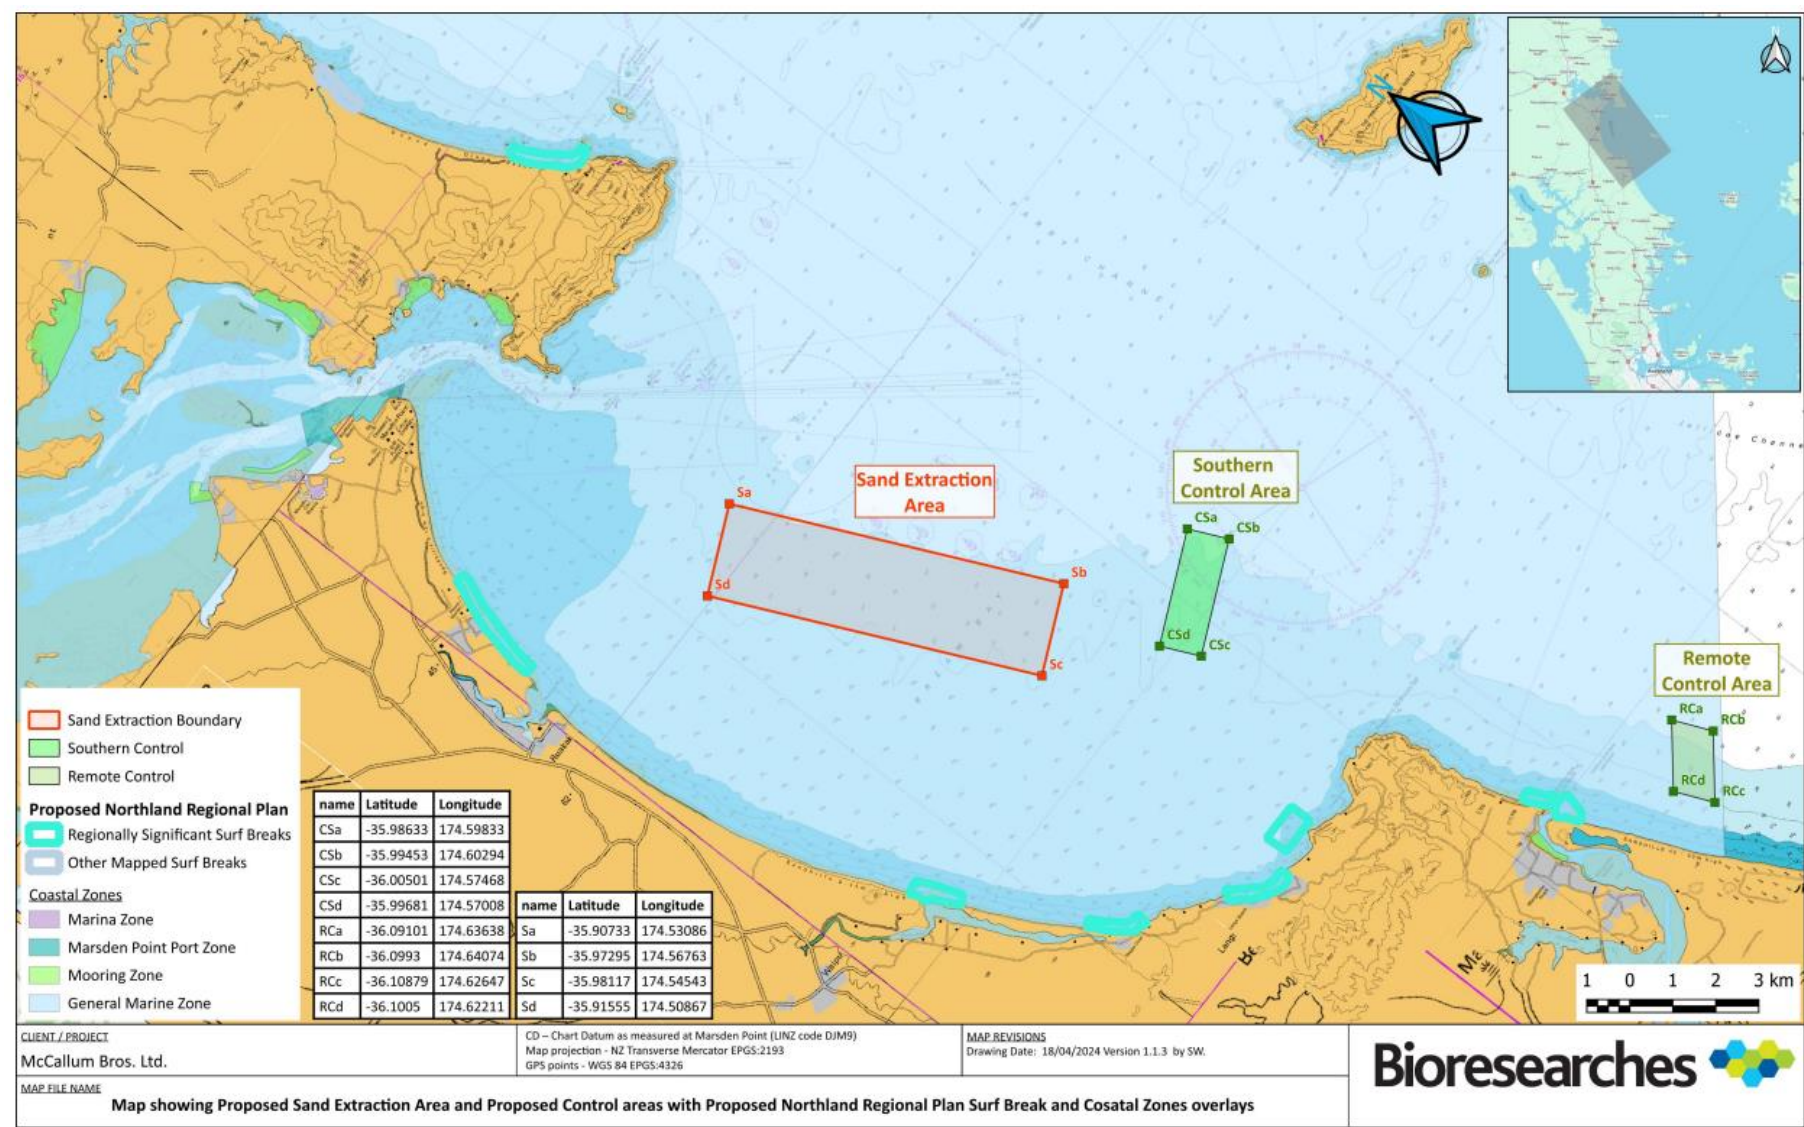 N
N
Sand Extraction
Area
Southern
Control Area
Sa
Sb
Sc
Sd
CSa
CSb
CSc
CSd
Remote
Control Area
RCa
RCb
RCc
RCd
Ruakaka
Waipu
Sand Extraction Boundary
Southern Control
Remote Control
Proposed Northland Regional Plan
Regionally Significant Surf Breaks
Other Mapped Surf Breaks
Coastal Zones
Marina Zone
Marsden Point Port Zone
Mooring Zone
General Marine Zone
name Latitude Longitude
CSa -35.98633 174.59833
CSb -35.99453 174.60294
CSc -36.00501 174.57468
CSd -35.99681 174.57008
RCa -36.09101 174.63638
RCb -36.0993 174.64074
RCc -36.10879 174.62647
RCd -36.1005 174.62211
name Latitude Longitude
Sa -35.90733 174.53086
Sb -35.97295 174.56763
Sc -35.98117 174.54543
Sd -35.91555 174.50867
1 0 1 2 3 km
CLIENT / PROJECT
McCallum Bros. Ltd.
CD – Chart Datum as measured at Marsden Point (LINZ code DJM9)
Map projection - NZ Transverse Mercator EPGS:2193
GPS points - WGS 84 EPGS:4326
MAP REVISIONS
Drawing Date: 18/04/2024 Version 1.1.3 by SW.
Bioresearches
MAP FILE NAME
Map showing Proposed Sand Extraction Area and Proposed Control areas with Proposed Northland Regional Plan Surf Break and Cosatal Zones overlays